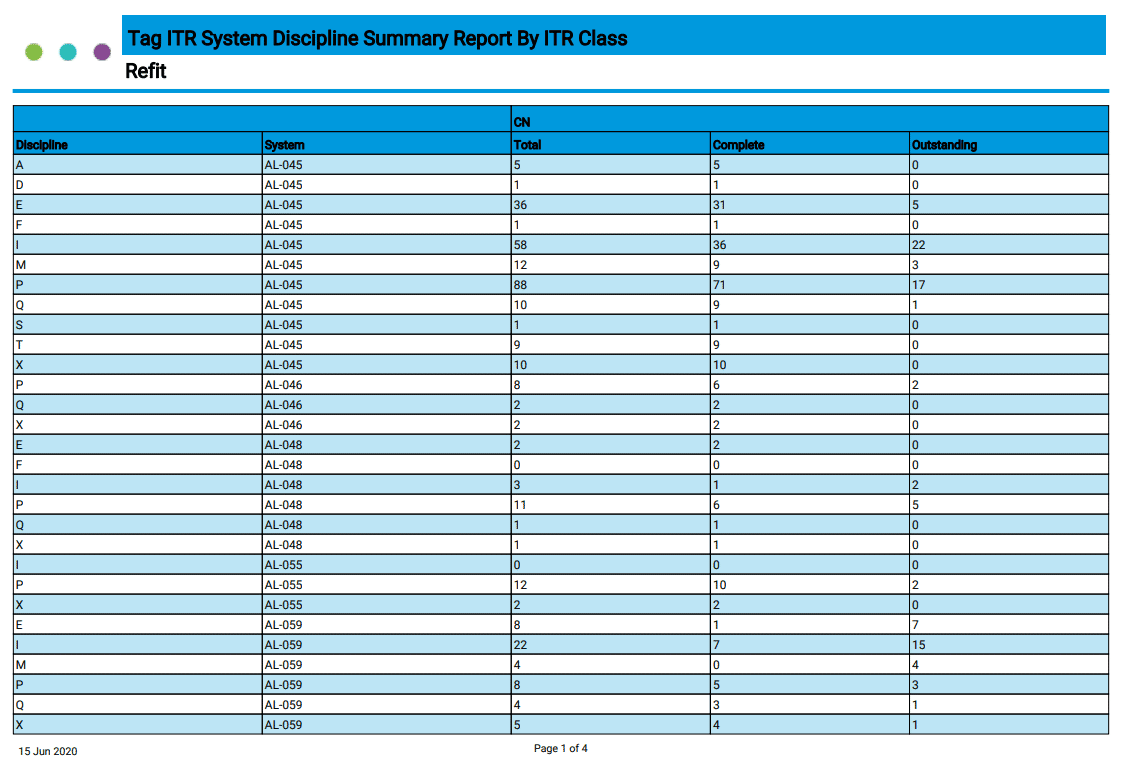 Tag ITR System Discipline Summary Report By ITR Class
Refit
CN
Discipline System Total Complete Outstanding
A AL-045 5 5 0
D AL-045 1 1 0
E AL-045 36 31 5
F AL-045 1 1 0
I AL-045 58 36 22
M AL-045 12 9 3
P AL-045 88 71 17
Q AL-045 10 9 1
S AL-045 1 1 0
T AL-045 9 9 0
X AL-045 10 10 0
P AL-046 8 6 2
Q AL-046 2 2 0
X AL-046 2 2 0
E AL-048 2 2 0
F AL-048 0 0 0
I AL-048 3 1 2
P AL-048 11 6 5
Q AL-048 1 1 0
X AL-048 1 1 0
I AL-055 0 0 0
P AL-055 12 10 2
X AL-055 2 2 0
E AL-059 8 1 7
I AL-059 22 7 15
M AL-059 4 0 4
P AL-059 8 5 3
Q AL-059 4 3 1
X AL-059 5 4 1
15 Jun 2020 Page 1 of 4